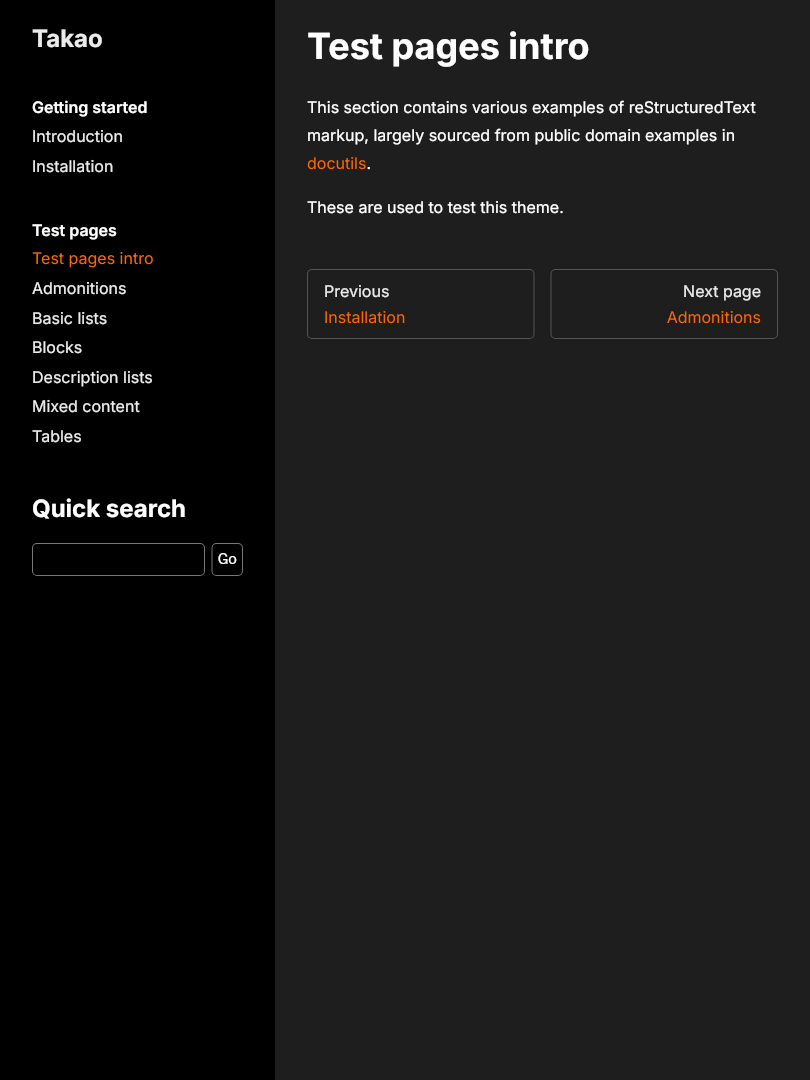 Takao
Getting started
Introduction
Installation
Test pages
Test pages intro
Admonitions
Basic lists
Blocks
Description lists
Mixed content
Tables
Quick search
Go
Test pages intro
This section contains various examples of reStructuredText
markup, largely sourced from public domain examples in
docutils.
These are used to test this theme.
Previous
Installation
Next page
Admonitions